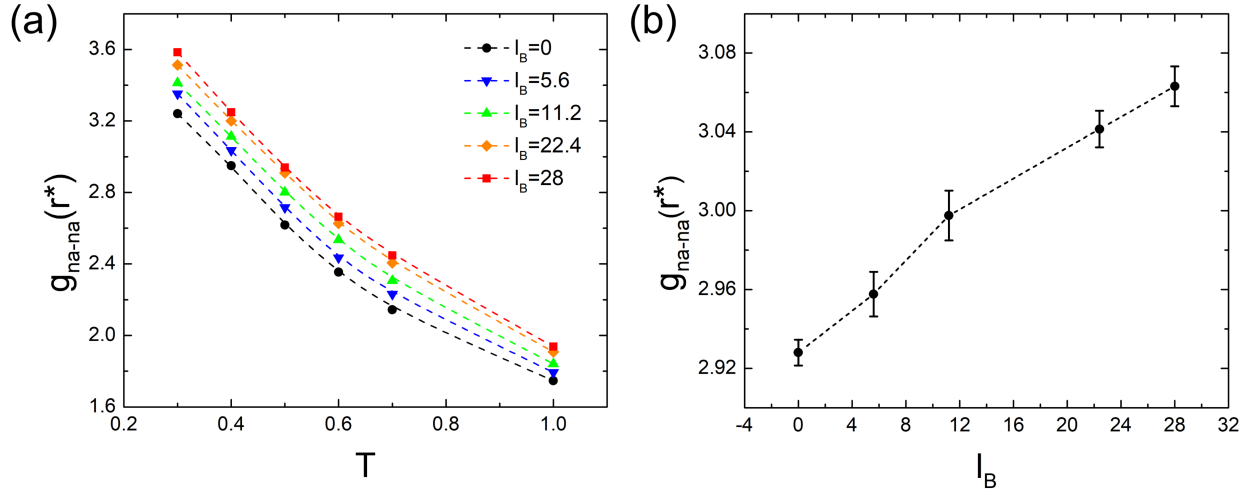 (a)
g_na-na(r*)
3.6
3.2
2.8
2.4
2.0
1.6
0.2
0.4
0.6
0.8
1.0
T
l_B=0
l_B=5.6
l_B=11.2
l_B=22.4
l_B=28
(b)
g_na-na(r*)
3.08
3.04
3.00
2.96
2.92
-4
0
4
8
12
16
20
24
28
32
l_B